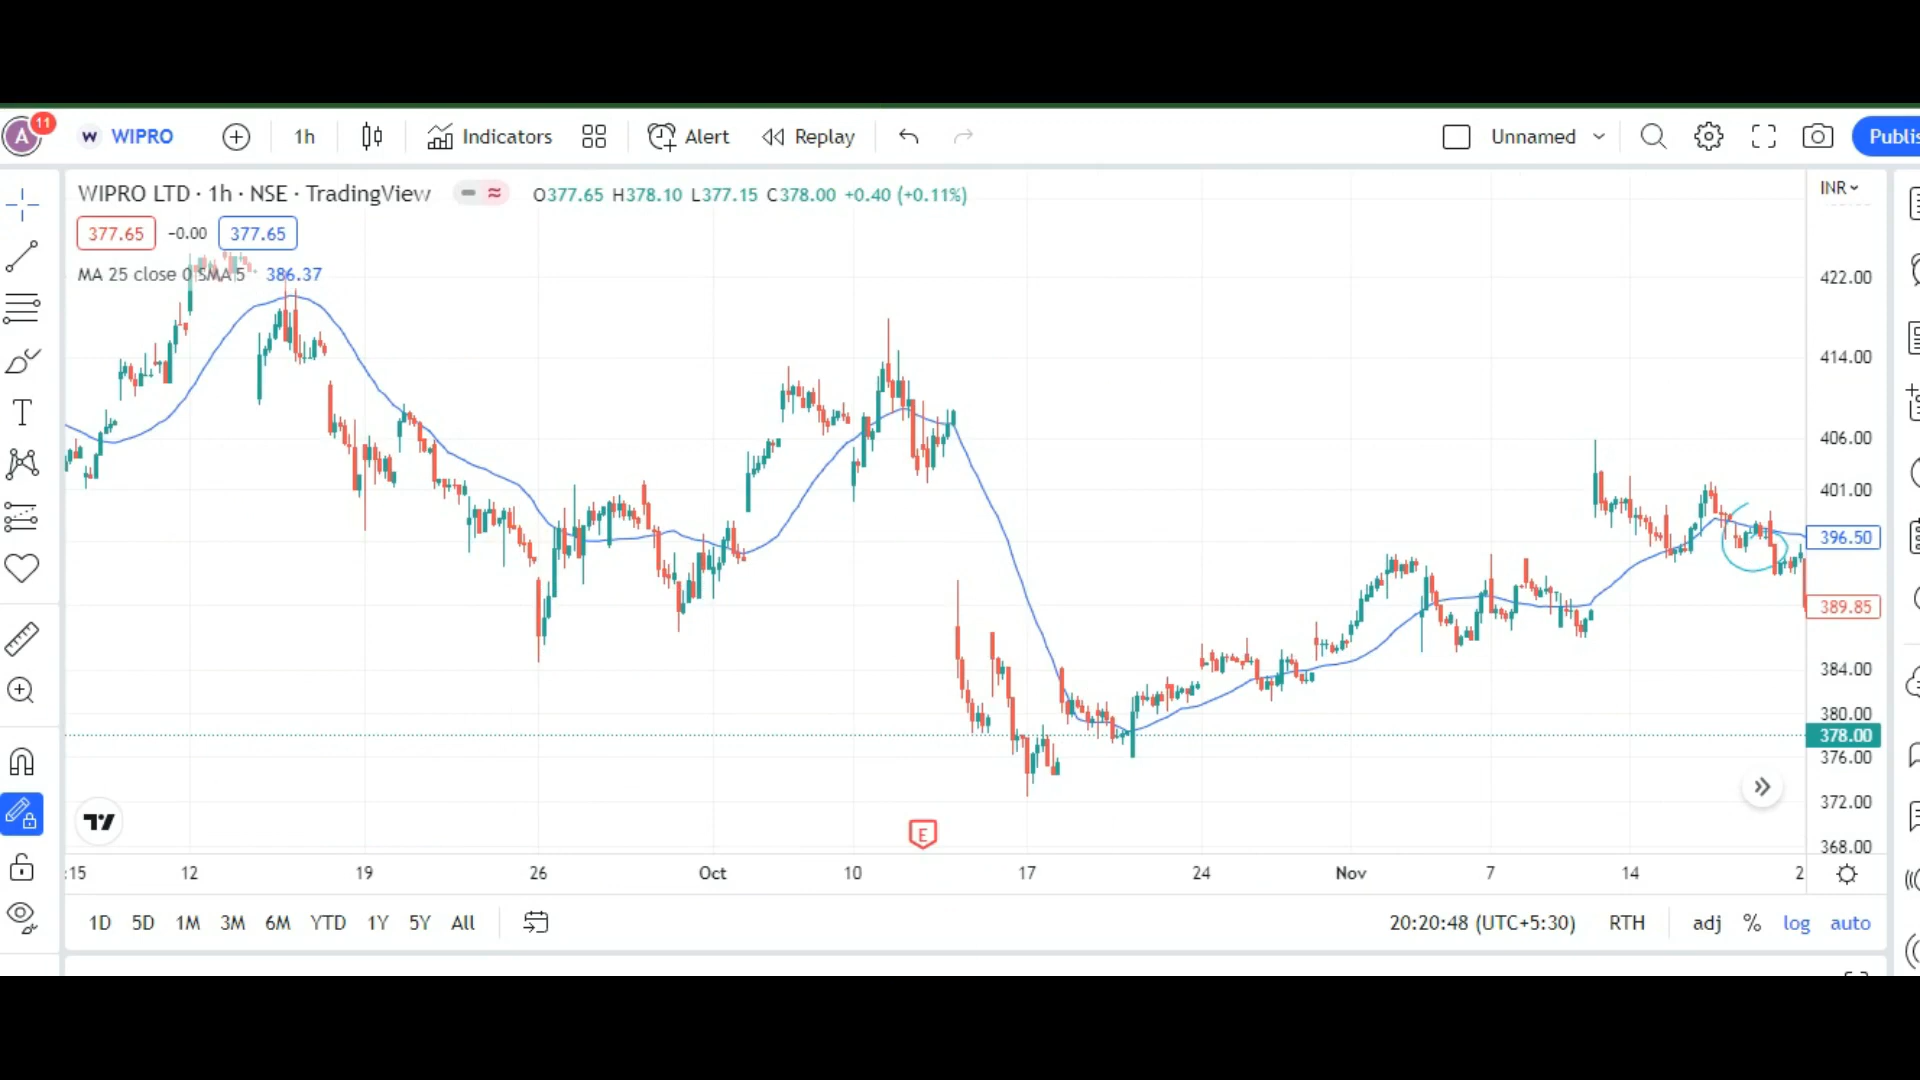 A 11 W WIPRO 1h Indicators Alert Replay Unnamed Publis
WIPRO LTD · 1h · NSE · TradingView O377.65 H378.10 L377.15 C378.00 +0.40 (+0.11%) INR
377.65 −0.00 377.65
MA 25 close 0 SMA 5 386.37
422.00
414.00
406.00
401.00
396.50
389.85
384.00
380.00
378.00
376.00
372.00
368.00
E
:15 12 19 26 Oct 10 17 24 Nov 7 14 2
1D 5D 1M 3M 6M YTD 1Y 5Y All 20:20:48 (UTC+5:30) RTH adj % log auto